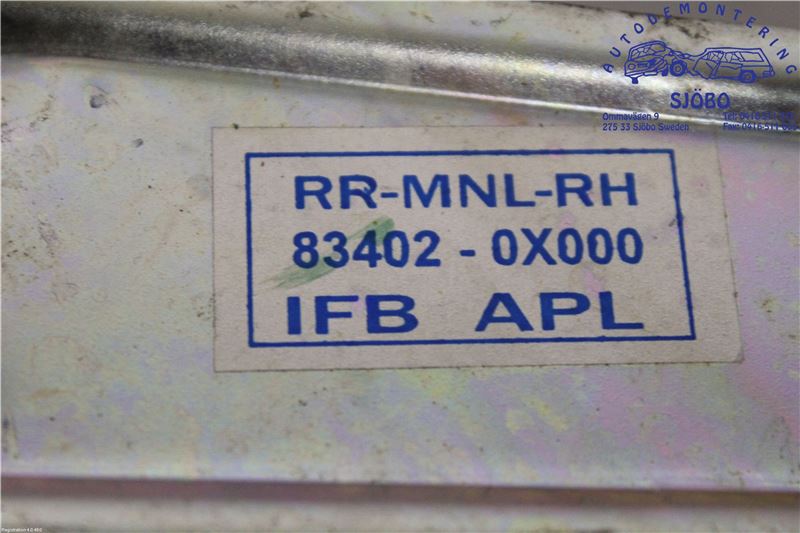 AUTODEMONTERING
SJÖBO
Ommavägen 9
275 33 Sjöbo Sweden
RR-MNL-RH
83402 - 0X000
IFB APL